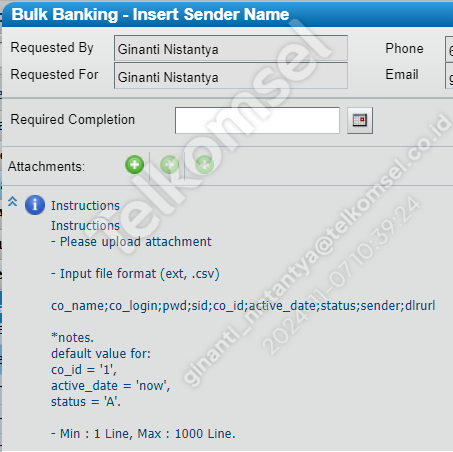 Bulk Banking - Insert Sender Name
Requested By Ginanti Nistantya Phone 6
Requested For Ginanti Nistantya Email g
Required Completion
Attachments:
Instructions
Instructions
- Please upload attachment
- Input file format (ext, .csv)
co_name;co_login;pwd;sid;co_id;active_date;status;sender;dlrurl
*notes.
default value for:
co_id = '1',
active_date = 'now',
status = 'A'.
- Min : 1 Line, Max : 1000 Line.
Telkomsel
ginanti_nistantya@telkomsel.co.id
2024-11-07 10:39:24